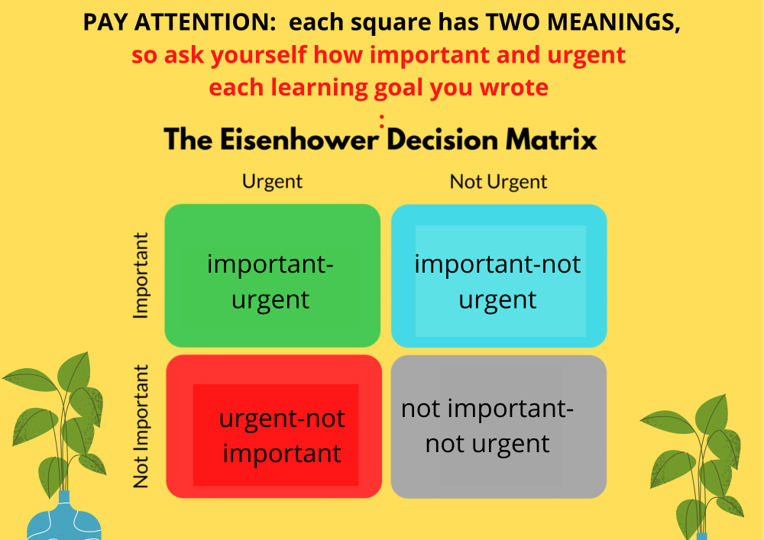 PAY ATTENTION: each square has TWO MEANINGS,
so ask yourself how important and urgent
each learning goal you wrote
:
The Eisenhower Decision Matrix
Urgent
Not Urgent
Important
important-
urgent
important-not
urgent
Not Important
urgent-not
important
not important-
not urgent